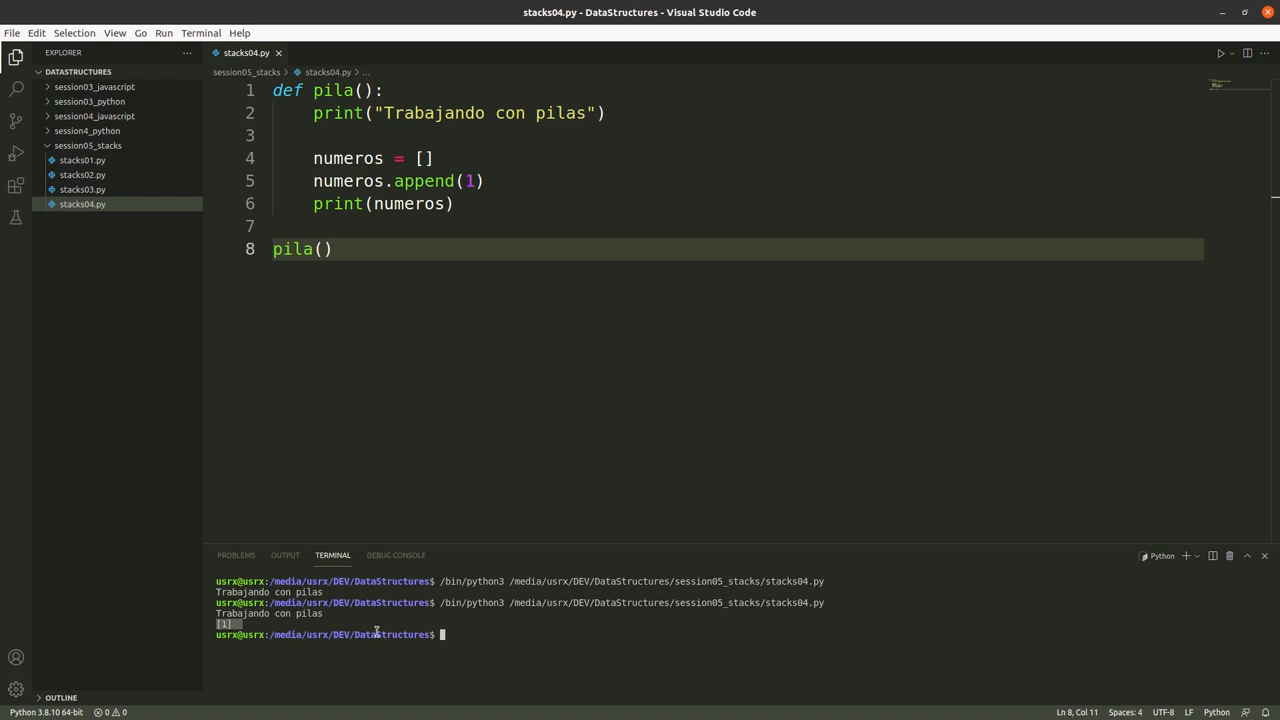 stacks04.py - DataStructures - Visual Studio Code
File Edit Selection View Go Run Terminal Help
EXPLORER
DATASTRUCTURES
session03_javascript
session03_python
session04_javascript
session4_python
session05_stacks
stacks01.py
stacks02.py
stacks03.py
stacks04.py
OUTLINE
stacks04.py
session05_stacks > stacks04.py > ...
1 def pila():
2 print("Trabajando con pilas")
3
4 numeros = []
5 numeros.append(1)
6 print(numeros)
7
8 pila()
PROBLEMS OUTPUT TERMINAL DEBUG CONSOLE
Python
usrx@usrx:/media/usrx/DEV/DataStructures$ /bin/python3 /media/usrx/DEV/DataStructures/session05_stacks/stacks04.py
Trabajando con pilas
usrx@usrx:/media/usrx/DEV/DataStructures$ /bin/python3 /media/usrx/DEV/DataStructures/session05_stacks/stacks04.py
Trabajando con pilas
[1]
usrx@usrx:/media/usrx/DEV/DataStructures$
Python 3.8.10 64-bit 0 0 Ln 8, Col 11 Spaces: 4 UTF-8 LF Python